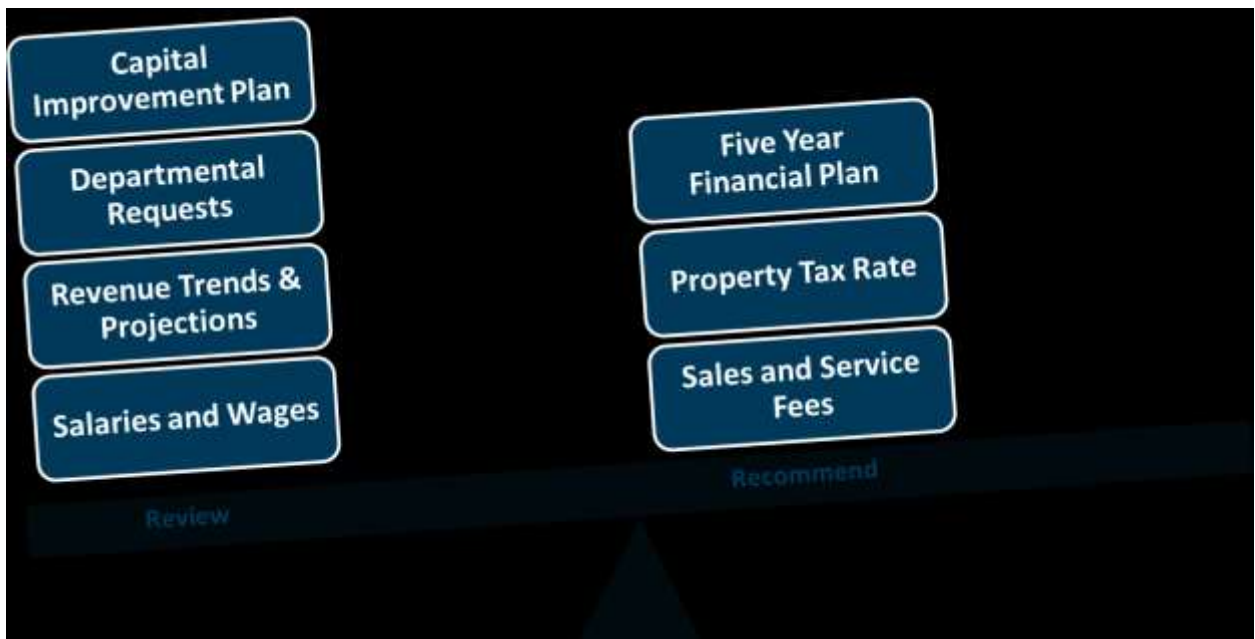 Capital
Improvement Plan
Departmental
Requests
Revenue Trends &
Projections
Salaries and Wages
Review
Five Year
Financial Plan
Property Tax Rate
Sales and Service
Fees
Recommend